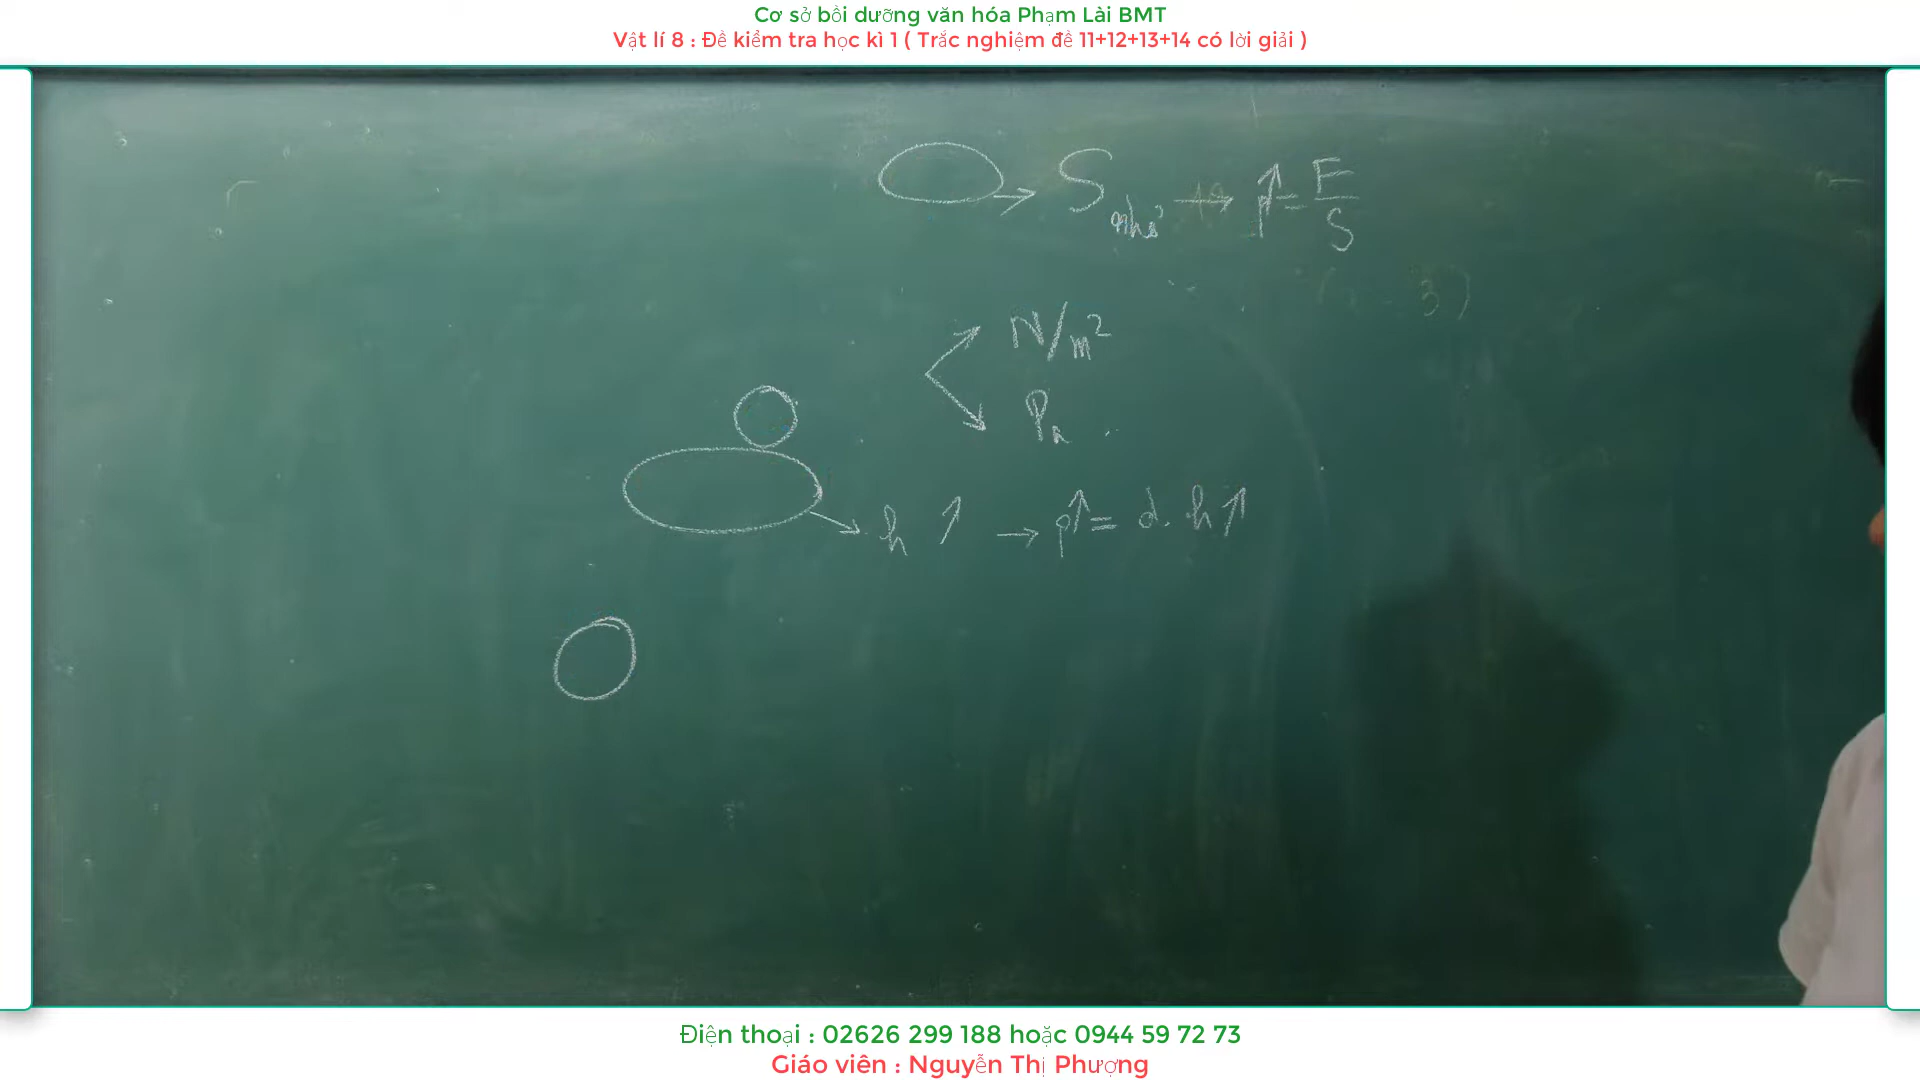 Cơ sở bồi dưỡng văn hóa Phạm Lài BMT
Vật lí 8 : Đề kiểm tra học kì 1 ( Trắc nghiệm đề 11+12+13+14 có lời giải )
→ S nhỏ → p↑ = F/S
N/m²
Pa
→ h ↑ → p↑ = d . h↑
Điện thoại : 02626 299 188 hoặc 0944 59 72 73
Giáo viên : Nguyễn Thị Phượng